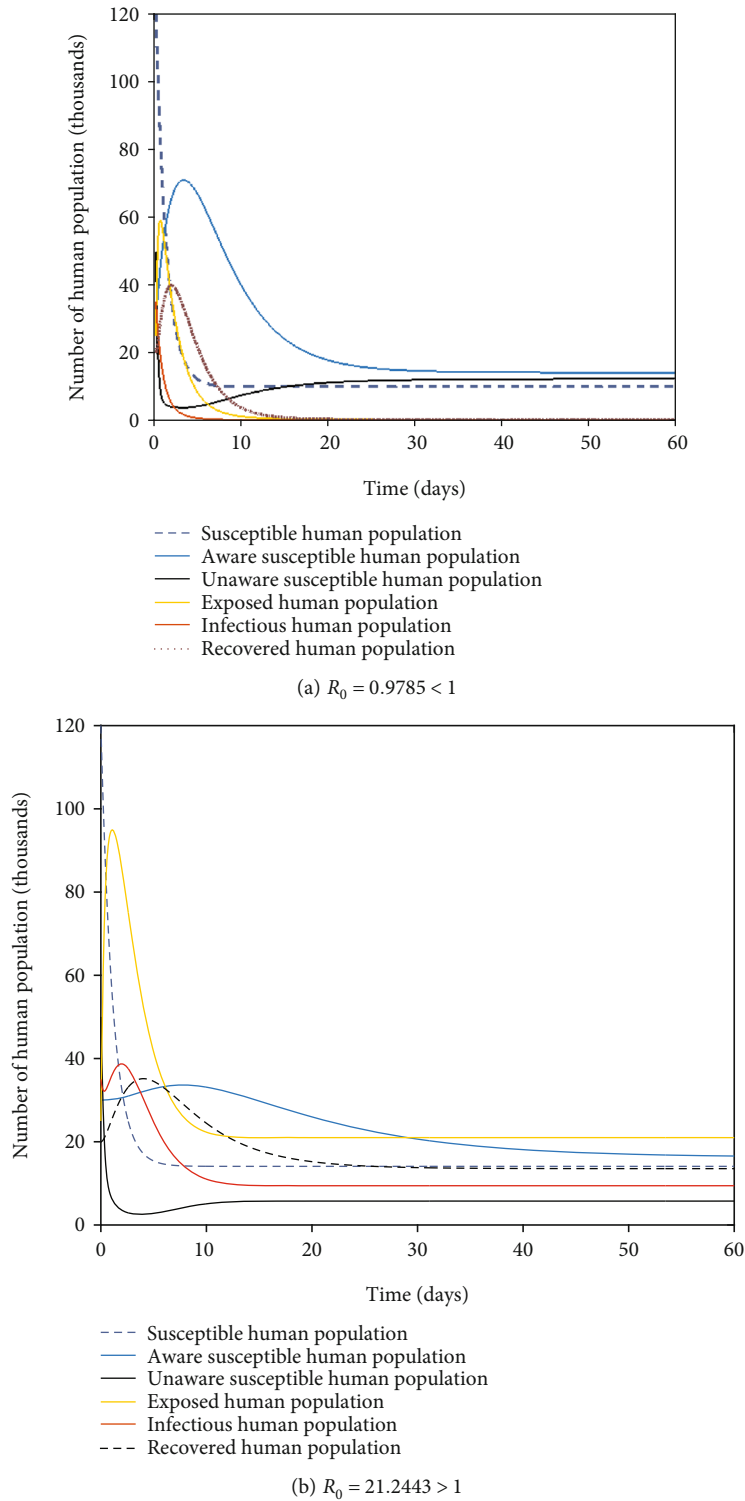 120
100
80
60
40
20
0
Number of human population (thousands)
0 10 20 30 40 50 60
Time (days)
Susceptible human population
Aware susceptible human population
Unaware susceptible human population
Exposed human population
Infectious human population
Recovered human population
(a) R₀ = 0.9785 < 1
120
100
80
60
40
20
0
Number of human population (thousands)
0 10 20 30 40 50 60
Time (days)
Susceptible human population
Aware susceptible human population
Unaware susceptible human population
Exposed human population
Infectious human population
Recovered human population
(b) R₀ = 21.2443 > 1